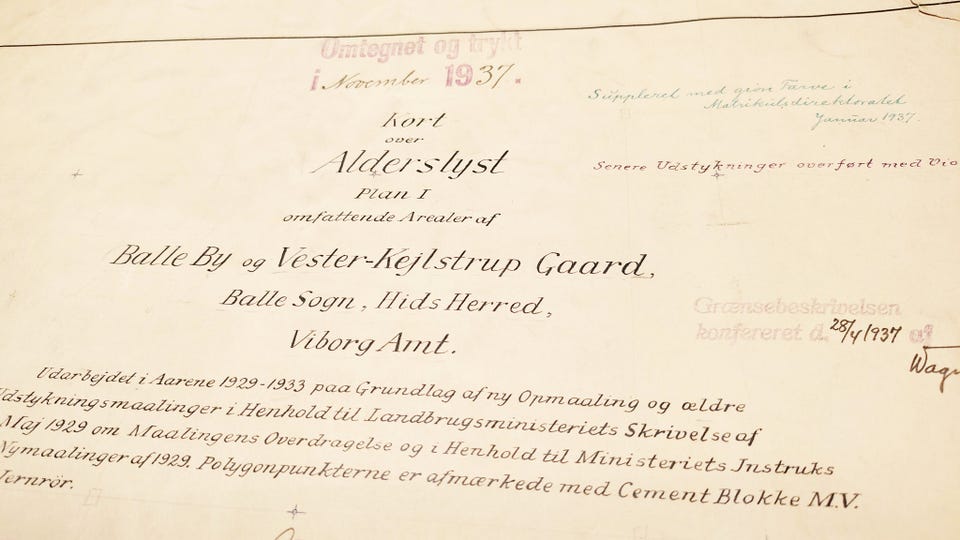 Omtegnet og trykt
i November 1937.
Suppleret med grøn Farve i
Matrikulsdirektoratet
Januar 1937.
Kort
over
Alderslyst
Plan I
omfattende Arealer af
Senere Udstykninger overført med Vio
Balle By og Vester-Kejlstrup Gaard,
Balle Sogn, Hids Herred,
Viborg Amt.
Grænsebeskrivelsen
konfereret d. 28/4 1937 af
Wagn
Udarbejdet i Aarene 1929-1933 paa Grundlag af ny Opmaaling og ældre
Udstykningsmaalinger i Henhold til Landbrugsministeriets Skrivelse af
Maj 1929 om Maalingens Overdragelse og i Henhold til Ministeriets Instruks
Nymaalinger af 1929. Polygonpunkterne er afmærkede med Cement Blokke M.V.
Jernrör.